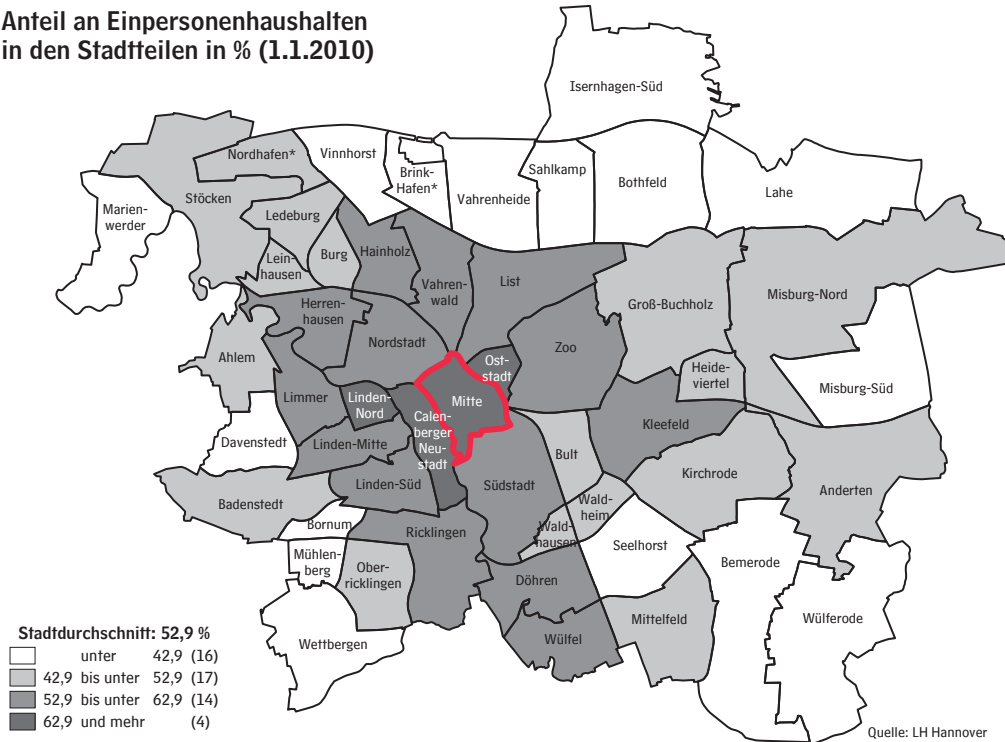 Anteil an Einpersonenhaushalten
in den Stadtteilen in % (1.1.2010)
Isernhagen-Süd
Nordhafen*
Vinnhorst
Brink-
Hafen*
Vahrenheide
Sahlkamp
Bothfeld
Lahe
Marien-
werder
Stöcken
Ledeburg
Lein-
hausen
Burg
Hainholz
Vahren-
wald
List
Groß-Buchholz
Misburg-Nord
Herren-
hausen
Nordstadt
Zoo
Ahlem
Ost-
stadt
Heide-
viertel
Misburg-Süd
Limmer
Linden-
Nord
Mitte
Calen-
berger
Neu-
stadt
Kleefeld
Davenstedt
Linden-Mitte
Bult
Kirchrode
Anderten
Badenstedt
Linden-Süd
Südstadt
Wald-
heim
Bornum
Ricklingen
Wald-
hausen
Seelhorst
Bemerode
Mühlen-
berg
Ober-
ricklingen
Döhren
Mittelfeld
Wülferode
Wettbergen
Wülfel
Stadtdurchschnitt: 52,9 %
unter 42,9 (16)
42,9 bis unter 52,9 (17)
52,9 bis unter 62,9 (14)
62,9 und mehr (4)
Quelle: LH Hannover